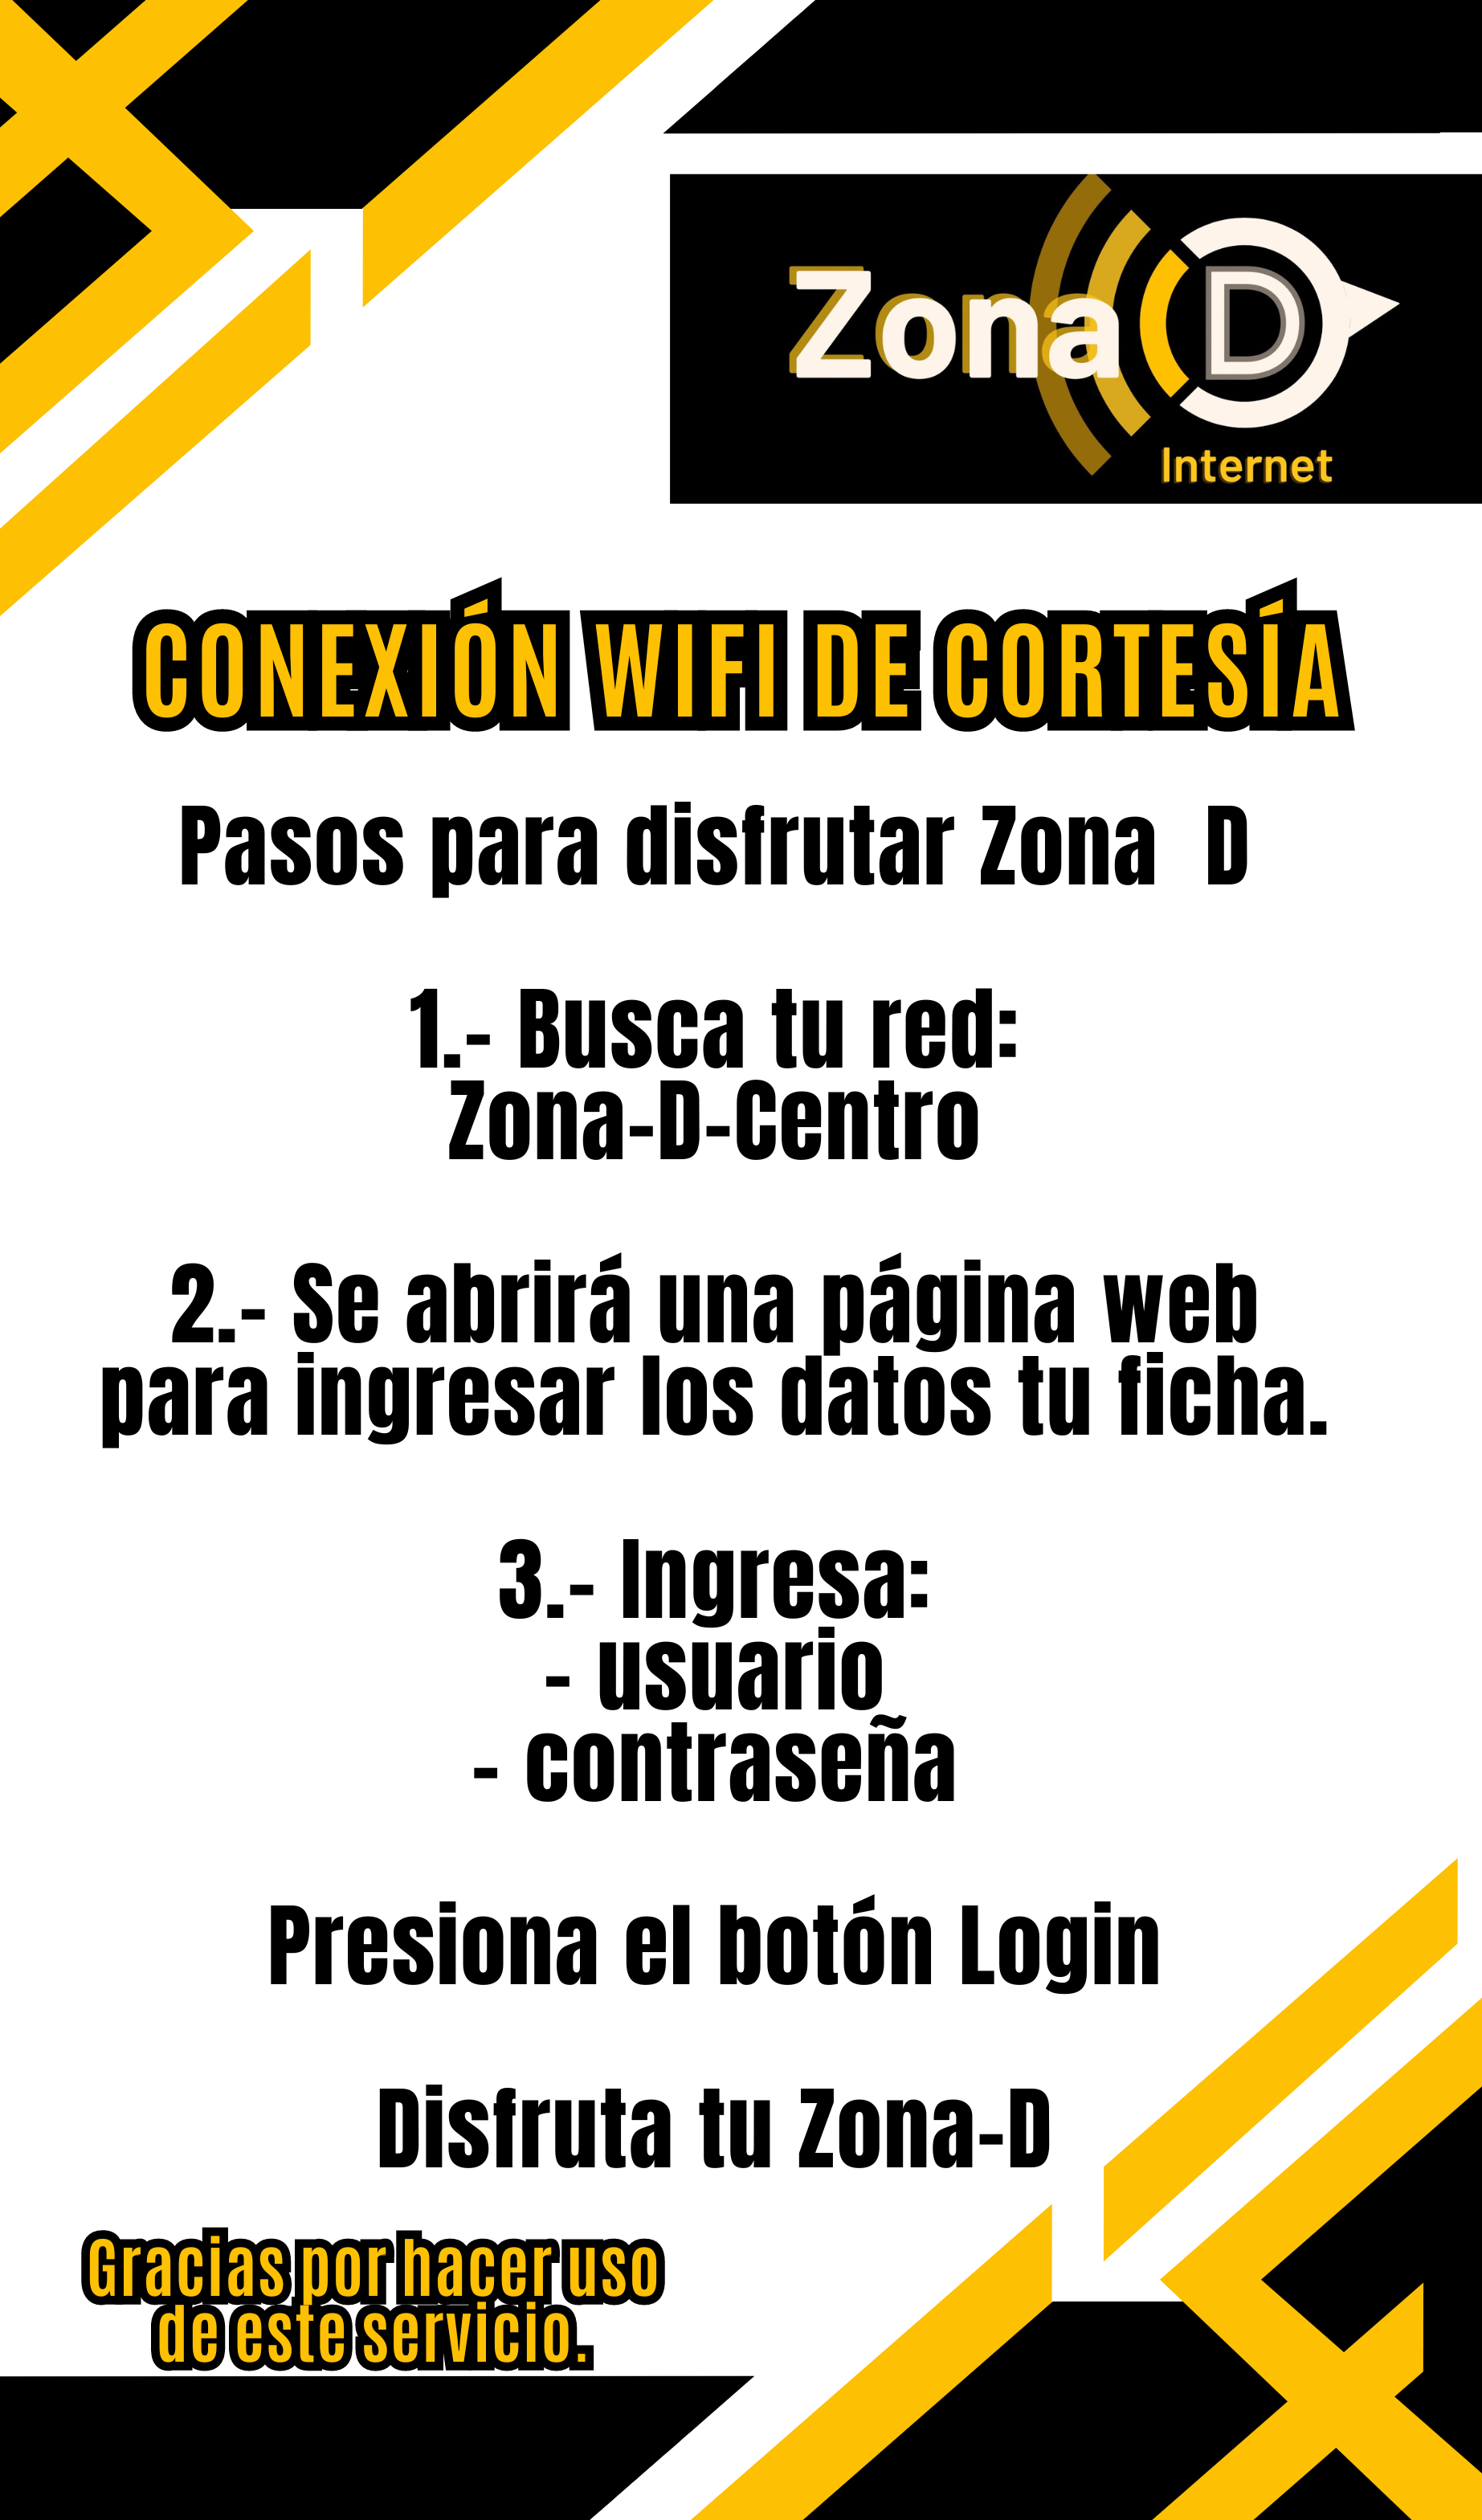 Zona D
Internet
CONEXIÓN WIFI DE CORTESÍA
Pasos para disfrutar Zona D
1.- Busca tu red:
Zona-D-Centro
2.- Se abrirá una página web
para ingresar los datos tu ficha.
3.- Ingresa:
- usuario
- contraseña
Presiona el botón Login
Disfruta tu Zona-D
Gracias por hacer uso
de este servicio.